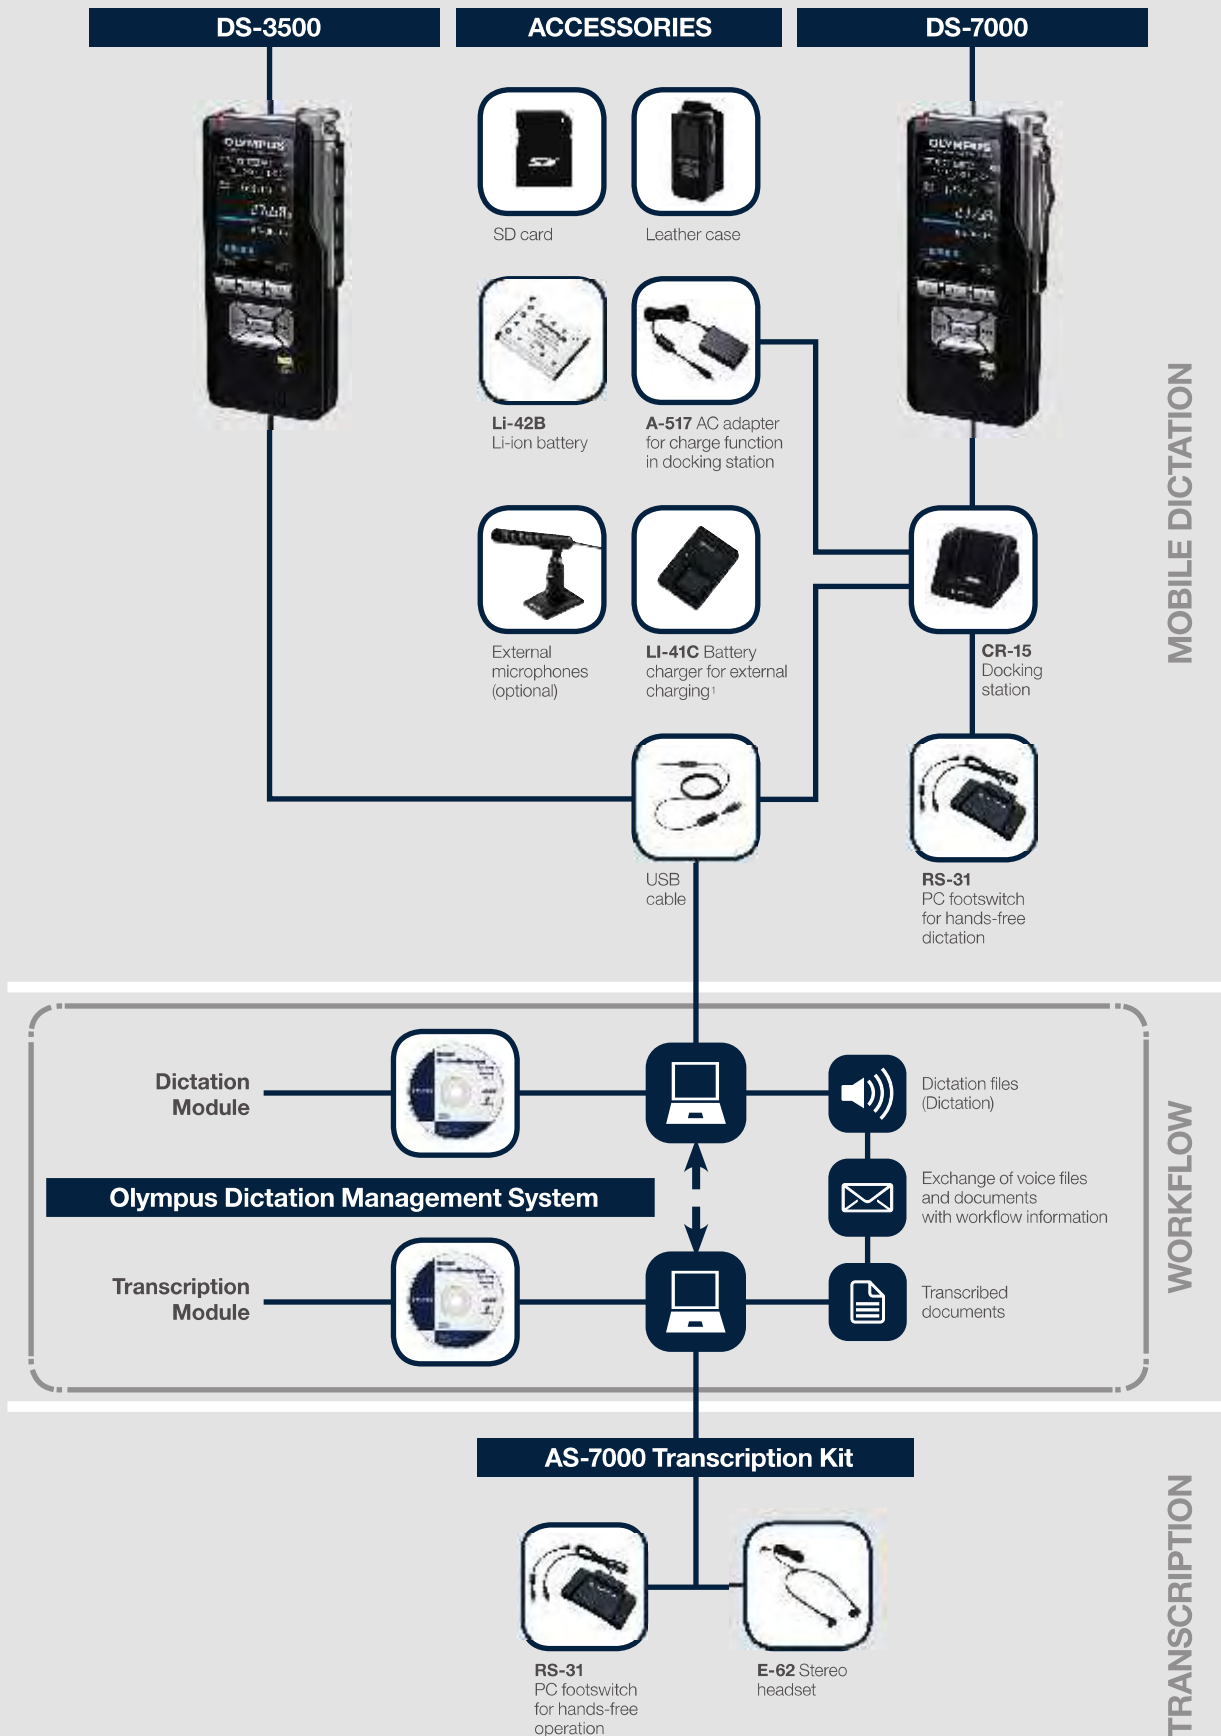 DS-3500
ACCESSORIES
DS-7000
OLYMPUS
OLYMPUS
SD card
Leather case
Li-42B
Li-ion battery
A-517 AC adapter
for charge function
in docking station
External
microphones
(optional)
LI-41C Battery
charger for external
charging¹
CR-15
Docking
station
USB
cable
RS-31
PC footswitch
for hands-free
dictation
MOBILE DICTATION
Dictation
Module
Dictation files
(Dictation)
Olympus Dictation Management System
Exchange of voice files
and documents
with workflow information
Transcription
Module
Transcribed
documents
WORKFLOW
AS-7000 Transcription Kit
RS-31
PC footswitch
for hands-free
operation
E-62 Stereo
headset
TRANSCRIPTION